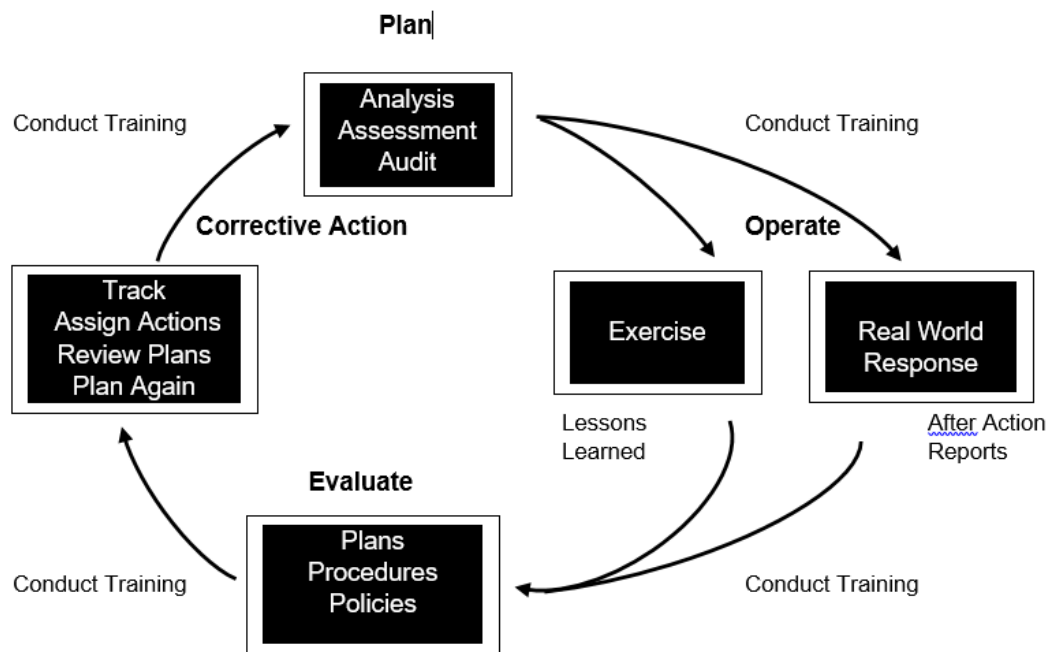 Plan
Analysis
Assessment
Audit
Conduct Training
Conduct Training
Corrective Action
Operate
Track
Assign Actions
Review Plans
Plan Again
Exercise
Real World
Response
Lessons
Learned
After Action
Reports
Evaluate
Plans
Procedures
Policies
Conduct Training
Conduct Training